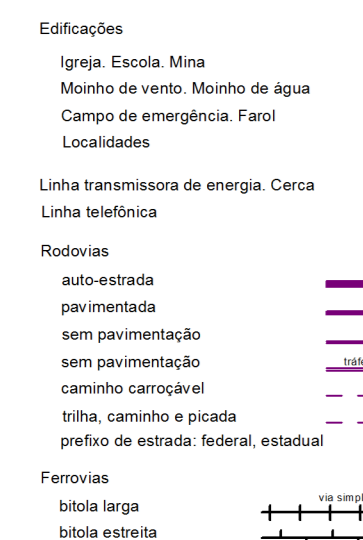 Edificações
Igreja. Escola. Mina
Moinho de vento. Moinho de água
Campo de emergência. Farol
Localidades
Linha transmissora de energia. Cerca
Linha telefônica
Rodovias
auto-estrada
pavimentada
sem pavimentação
sem pavimentação
caminho carroçável
trilha, caminho e picada
prefixo de estrada: federal, estadual
Ferrovias
via
bitola larga
bitola estreita